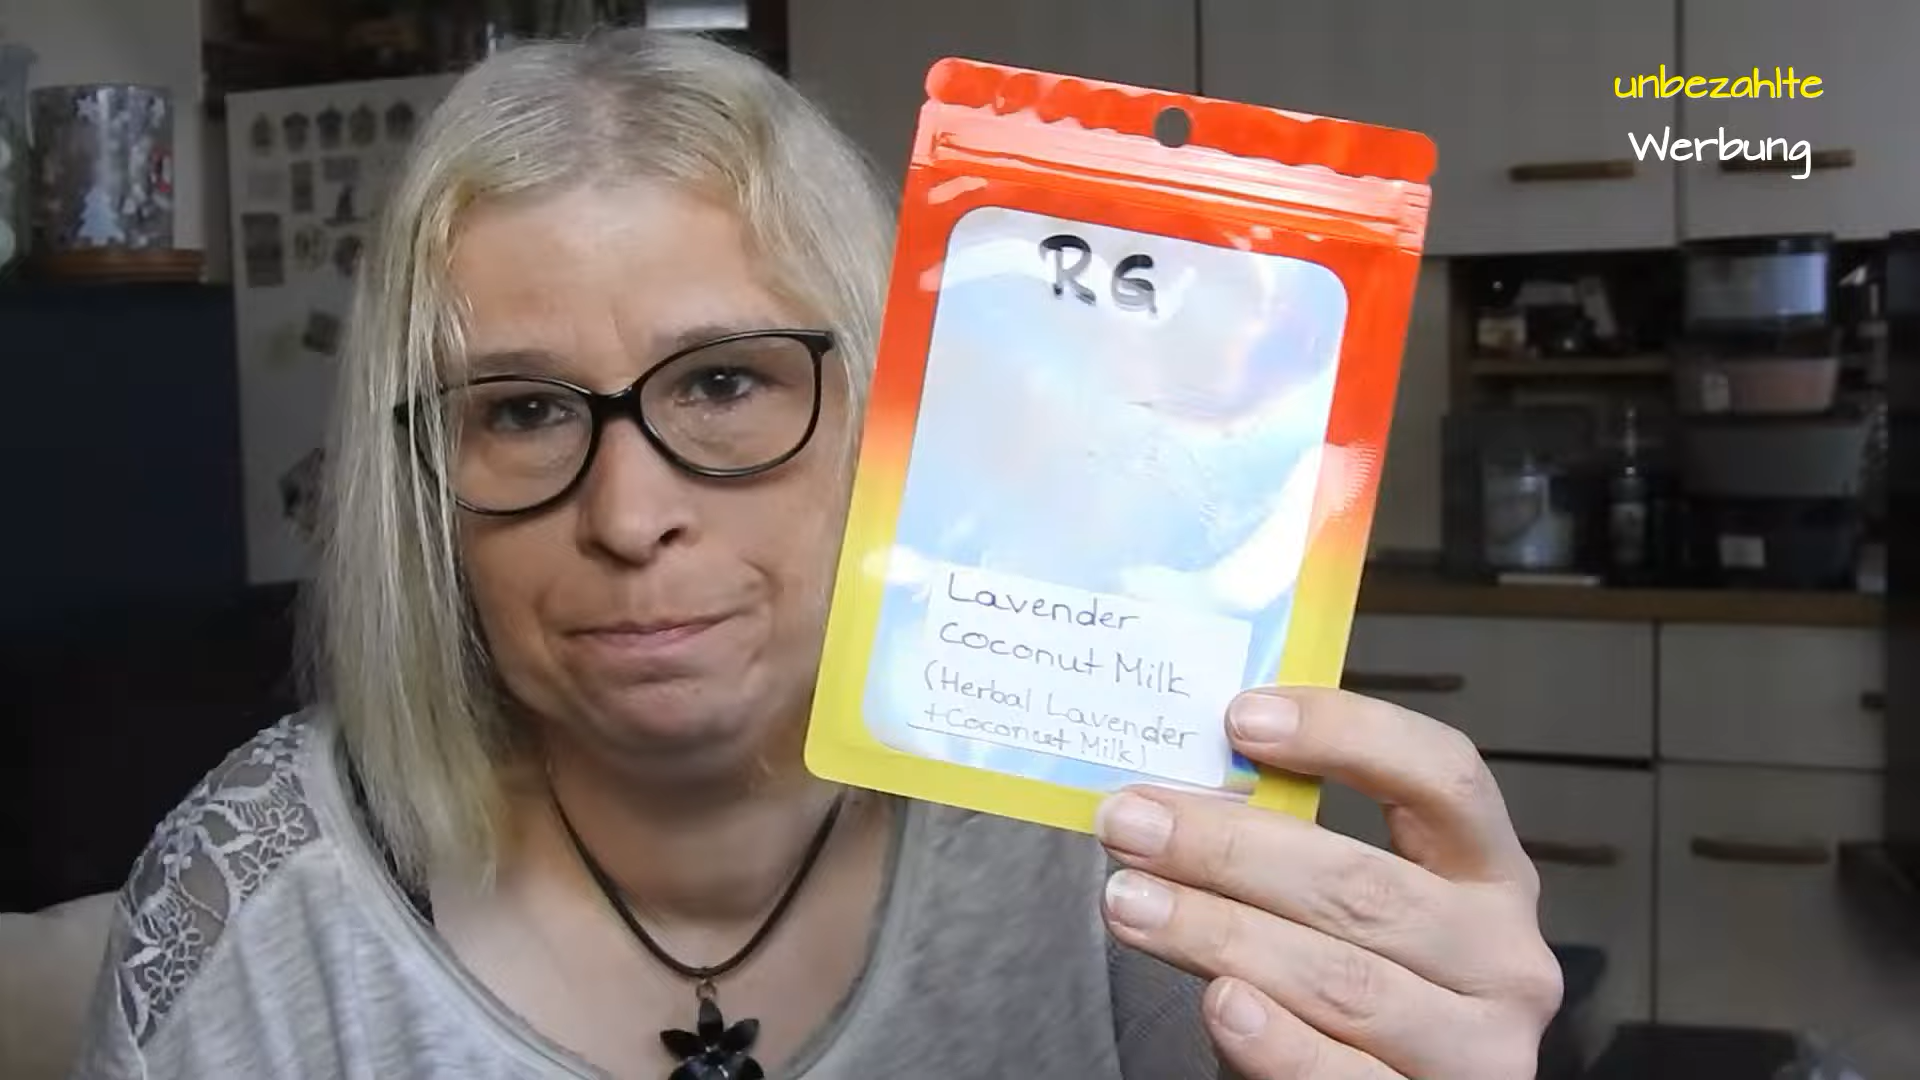 unbezahlte
Werbung
RG
Lavender
Coconut Milk
(Herbal Lavender
+Coconut Milk)